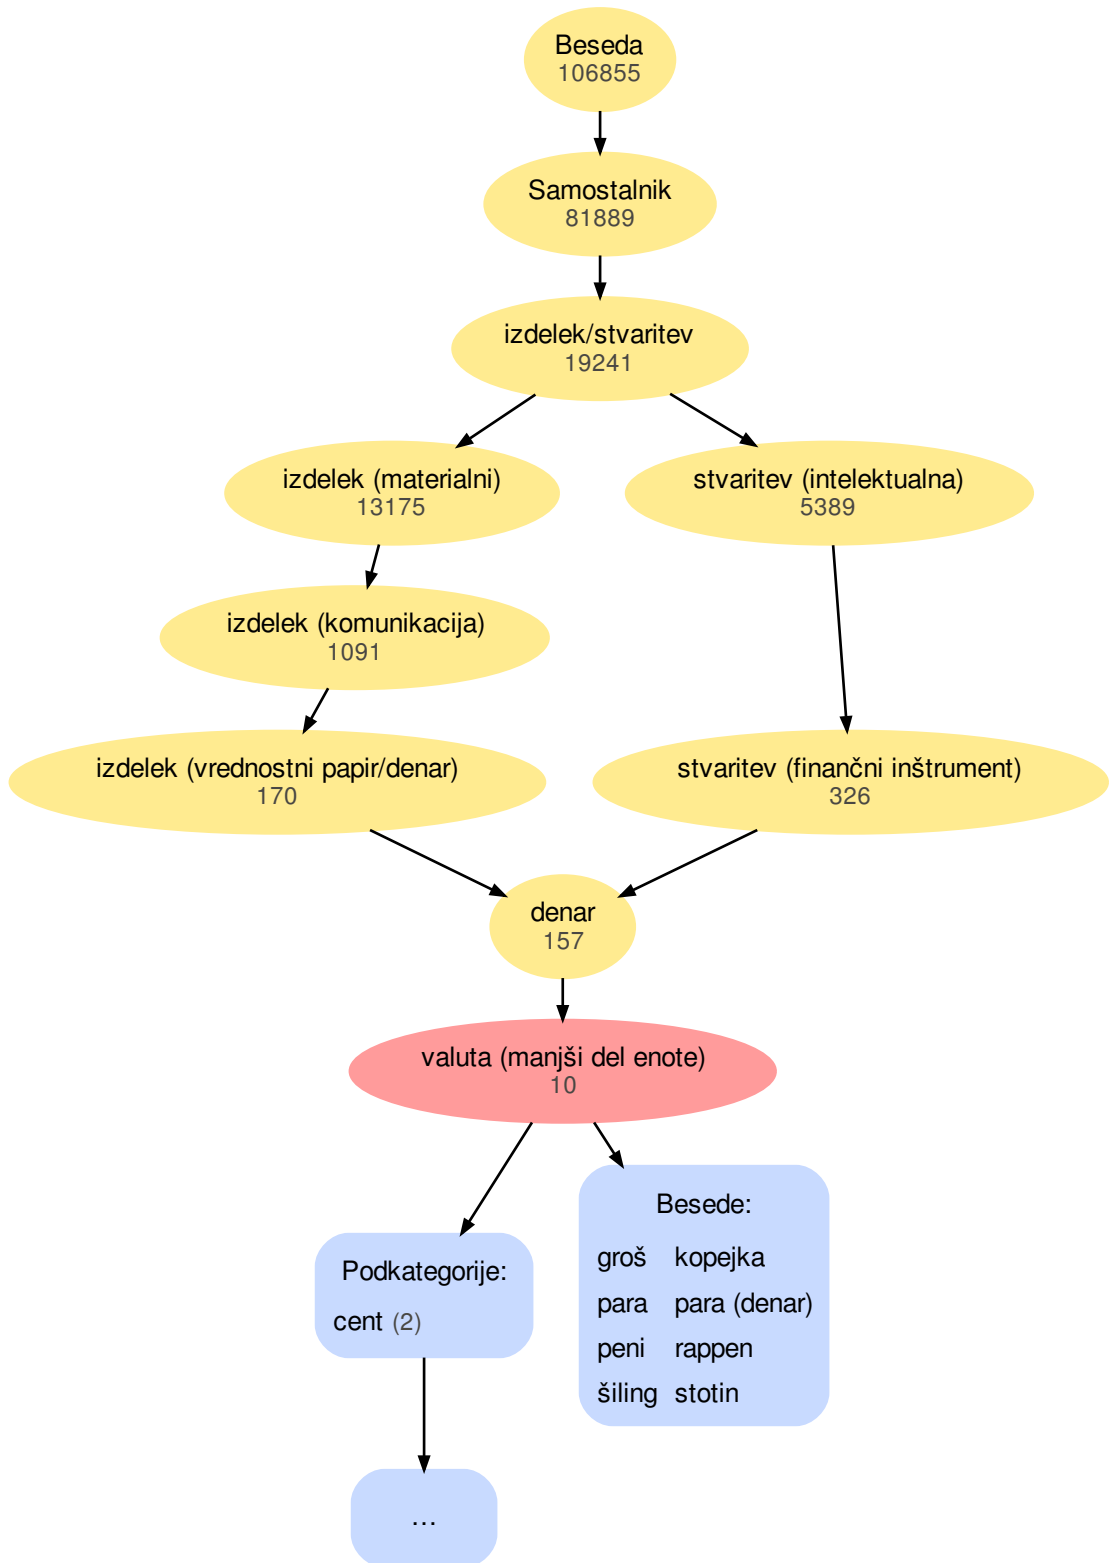 Beseda
106855
Samostalnik
81889
izdelek/stvaritev
19241
izdelek (materialni)
13175
stvaritev (intelektualna)
5389
izdelek (komunikacija)
1091
izdelek (vrednostni papir/denar)
170
stvaritev (finančni inštrument)
326
denar
157
valuta (manjši del enote)
10
Podkategorije:
cent (2)
Besede:
groš kopejka
para para (denar)
peni rappen
šiling stotin
...